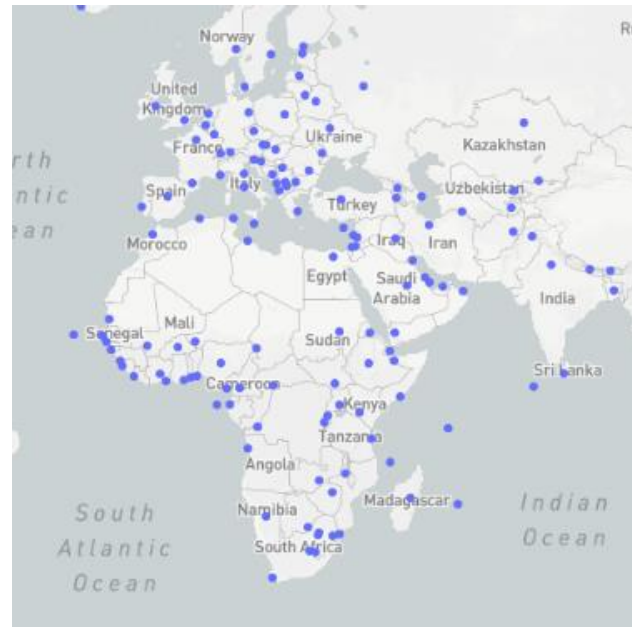 Norway
United
Kingdom
Ukraine
Kazakhstan
France
rth
ntic
ean
Spain
Italy
Uzbekistan
Turkey
Morocco
Iraq
Iran
Egypt
Saudi
Arabia
India
Senegal
Mali
Sudan
Sri Lanka
Cameroon
Kenya
Tanzania
Angola
Madagascar
Namibia
South
Atlantic
Ocean
Indian
Ocean
South Africa